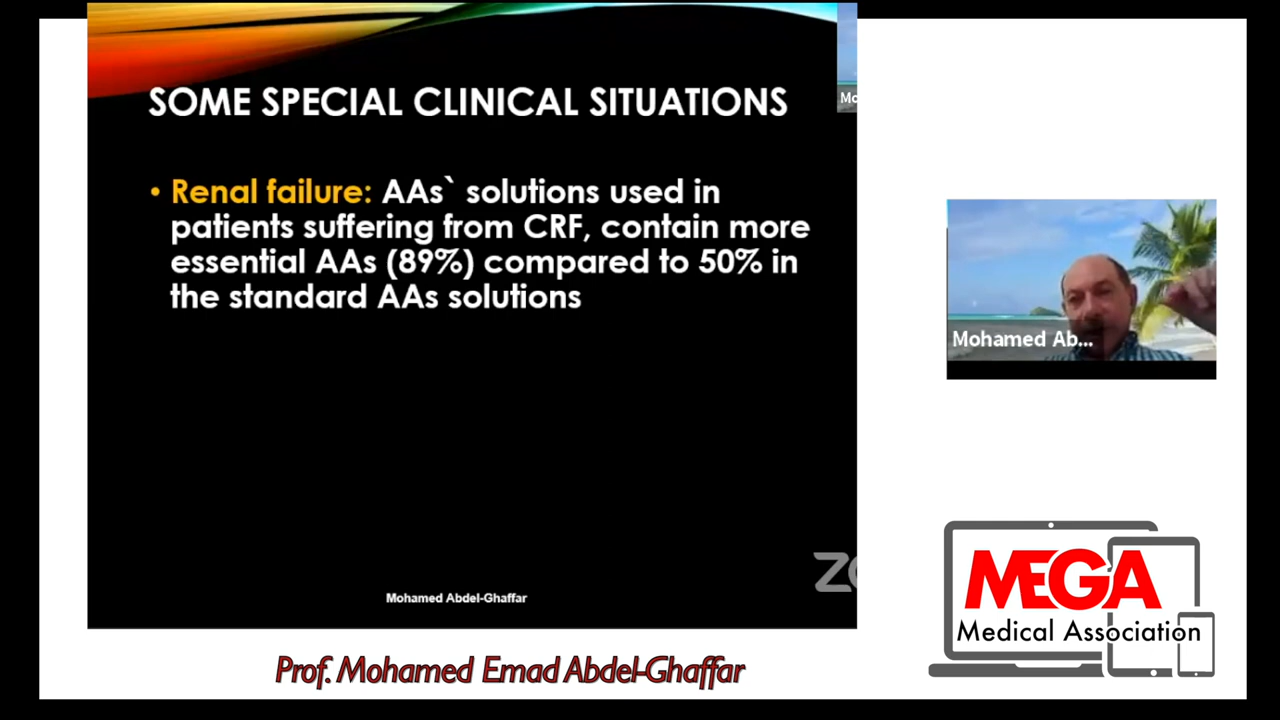 SOME SPECIAL CLINICAL SITUATIONS
• Renal failure: AAs` solutions used in
patients suffering from CRF, contain more
essential AAs (89%) compared to 50% in
the standard AAs solutions
Mohamed Abdel-Ghaffar
Mo
Zo
Mohamed Ab...
MEGA
Medical Association
Prof. Mohamed Emad Abdel-Ghaffar